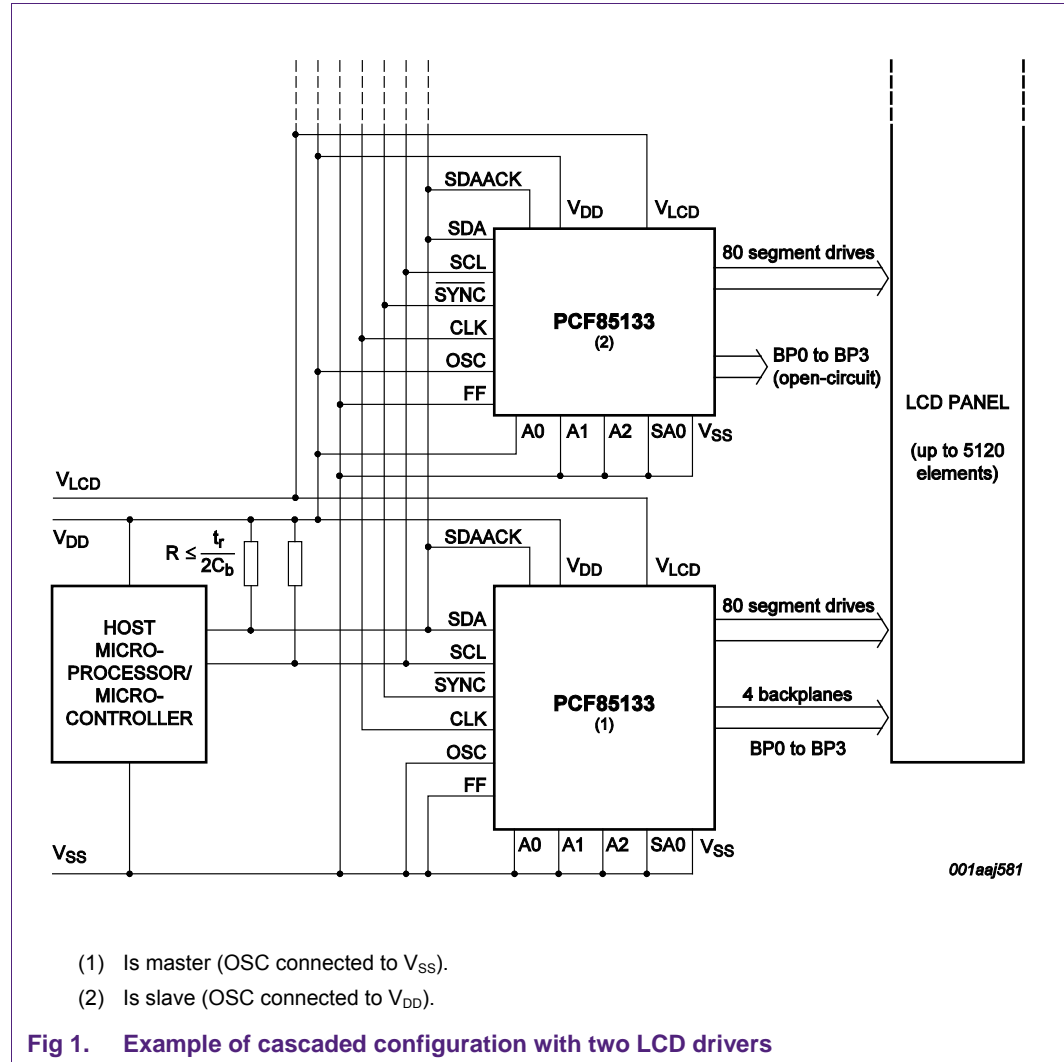 SDAACK
VDD
VLCD
SDA
SCL
SYNC
CLK
OSC
FF
PCF85133
(2)
80 segment drives
BP0 to BP3
(open-circuit)
A0 A1 A2 SA0 VSS
LCD PANEL
(up to 5120
elements)
VLCD
VDD
R ≤ tr
2Cb
HOST
MICRO-
PROCESSOR/
MICRO-
CONTROLLER
VSS
SDAACK
VDD
VLCD
SDA
SCL
SYNC
CLK
OSC
FF
PCF85133
(1)
80 segment drives
4 backplanes
BP0 to BP3
A0 A1 A2 SA0 VSS
001aaj581
(1) Is master (OSC connected to VSS).
(2) Is slave (OSC connected to VDD).
Fig 1. Example of cascaded configuration with two LCD drivers